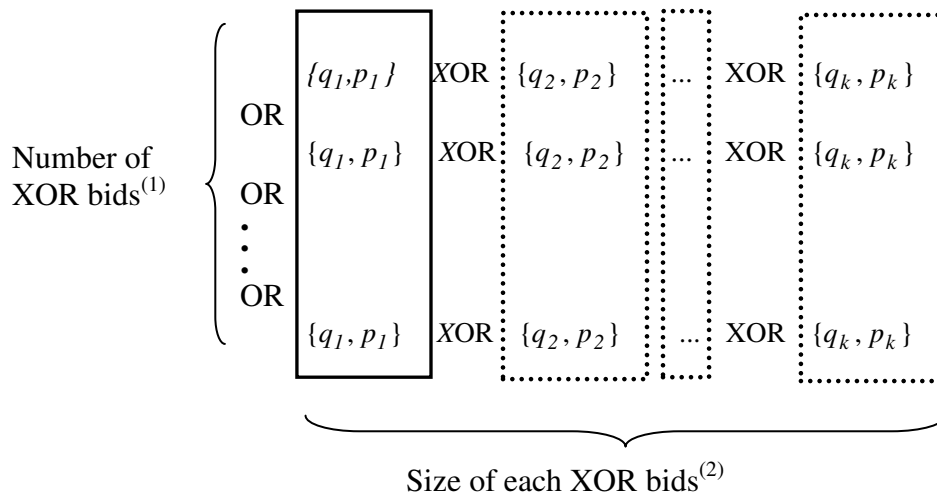 {q1,p1} XOR {q2, p2} ... XOR {qk, pk}
OR
{q1, p1} XOR {q2, p2} ... XOR {qk, pk}
Number of
XOR bids(1)
OR
OR
{q1, p1} XOR {q2, p2} ... XOR {qk, pk}
Size of each XOR bids(2)